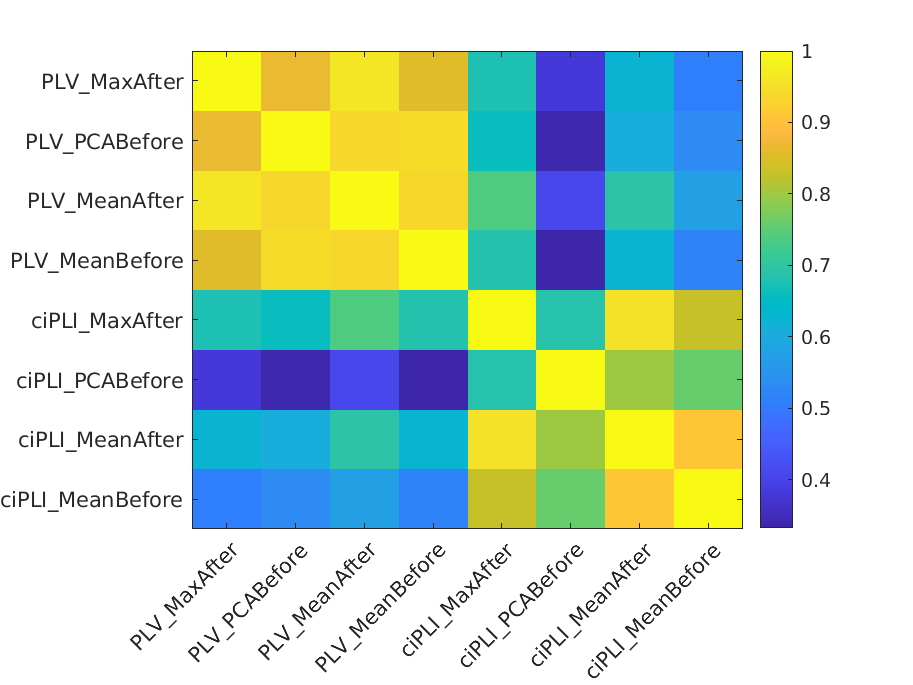 PLV_MaxAfter
PLV_PCABefore
PLV_MeanAfter
PLV_MeanBefore
ciPLI_MaxAfter
ciPLI_PCABefore
ciPLI_MeanAfter
ciPLI_MeanBefore
PLV_MaxAfter
PLV_PCABefore
PLV_MeanAfter
PLV_MeanBefore
ciPLI_MaxAfter
ciPLI_PCABefore
ciPLI_MeanAfter
ciPLI_MeanBefore
1
0.9
0.8
0.7
0.6
0.5
0.4